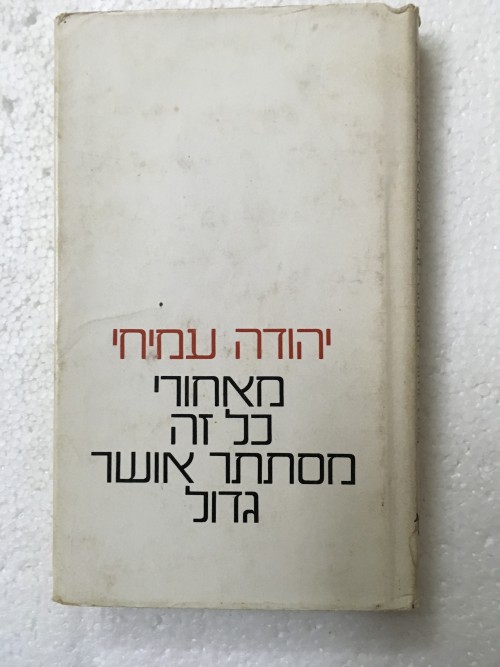 יהודה עמיחי
מאחורי
כל זה
מסתתר אושר
גדול